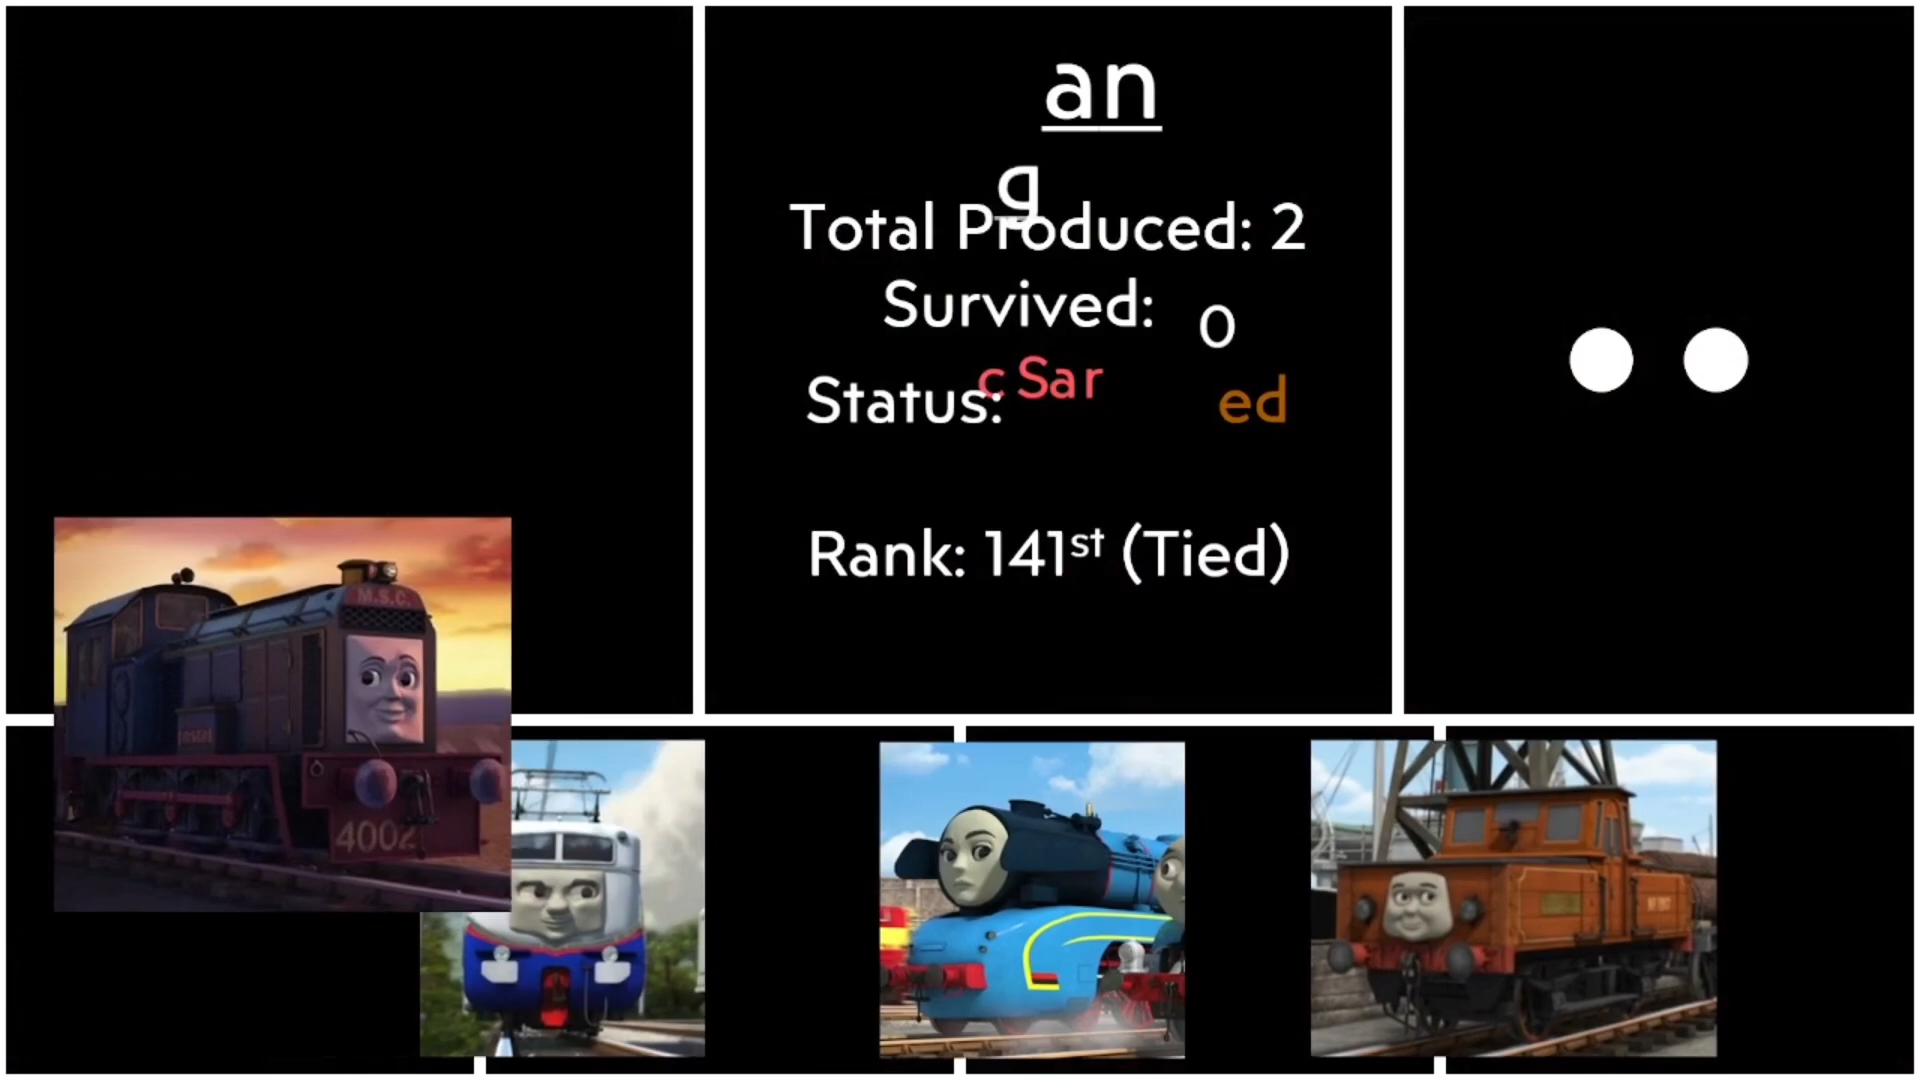 an
g
Total Produced: 2
Survived: 0
c Sar
Status: ed
Rank: 141st (Tied)
M.S.C.
4002